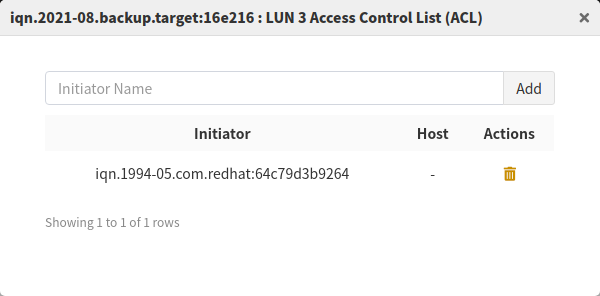 iqn.2021-08.backup.target:16e216 : LUN 3 Access Control List (ACL) ×
Initiator Name Add
Initiator Host Actions
iqn.1994-05.com.redhat:64c79d3b9264 -
Showing 1 to 1 of 1 rows